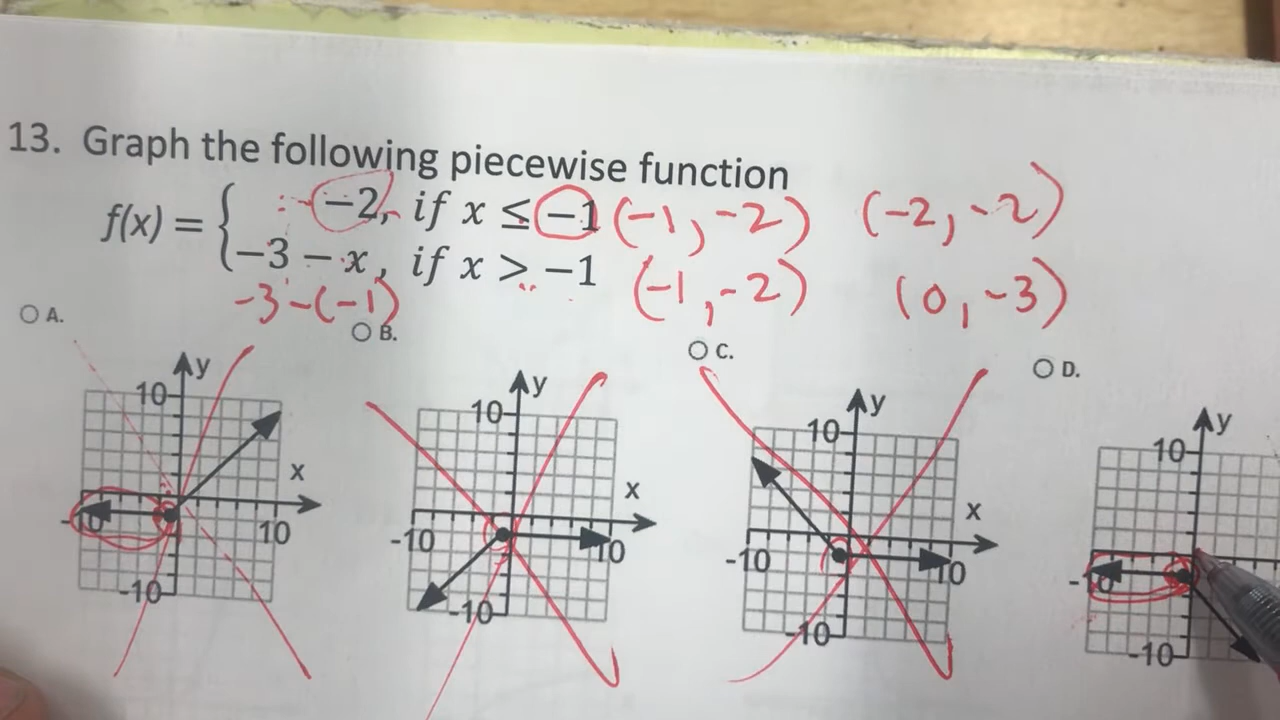 13. Graph the following piecewise function
f(x) = { −2, if x ≤ −1 (-1, -2) (-2, -2)
−3 − x, if x > −1 (-1, -2) (0, -3)
-3-(-1)
A.
B.
C.
D.
10 y
x
-10 10
-10
10 y
x
-10 10
-10
10 y
x
-10 10
-10
10 y
-10
-10